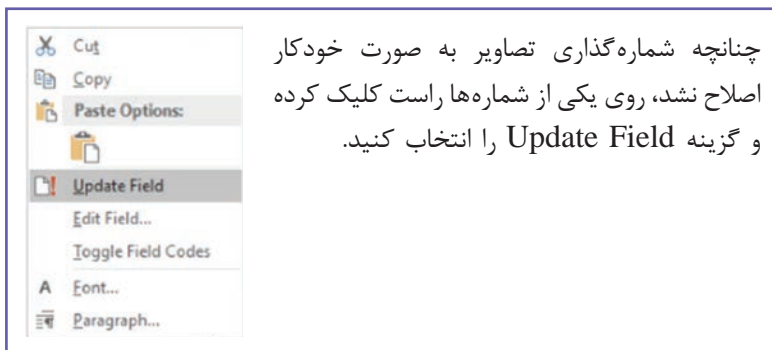 چنانچه شماره‌گذاری تصاویر به صورت خودکار
اصلاح نشد، روی یکی از شماره‌ها راست کلیک کرده
و گزینه Update Field را انتخاب کنید.
Cut
Copy
Paste Options:
Update Field
Edit Field...
Toggle Field Codes
A Font...
Paragraph...